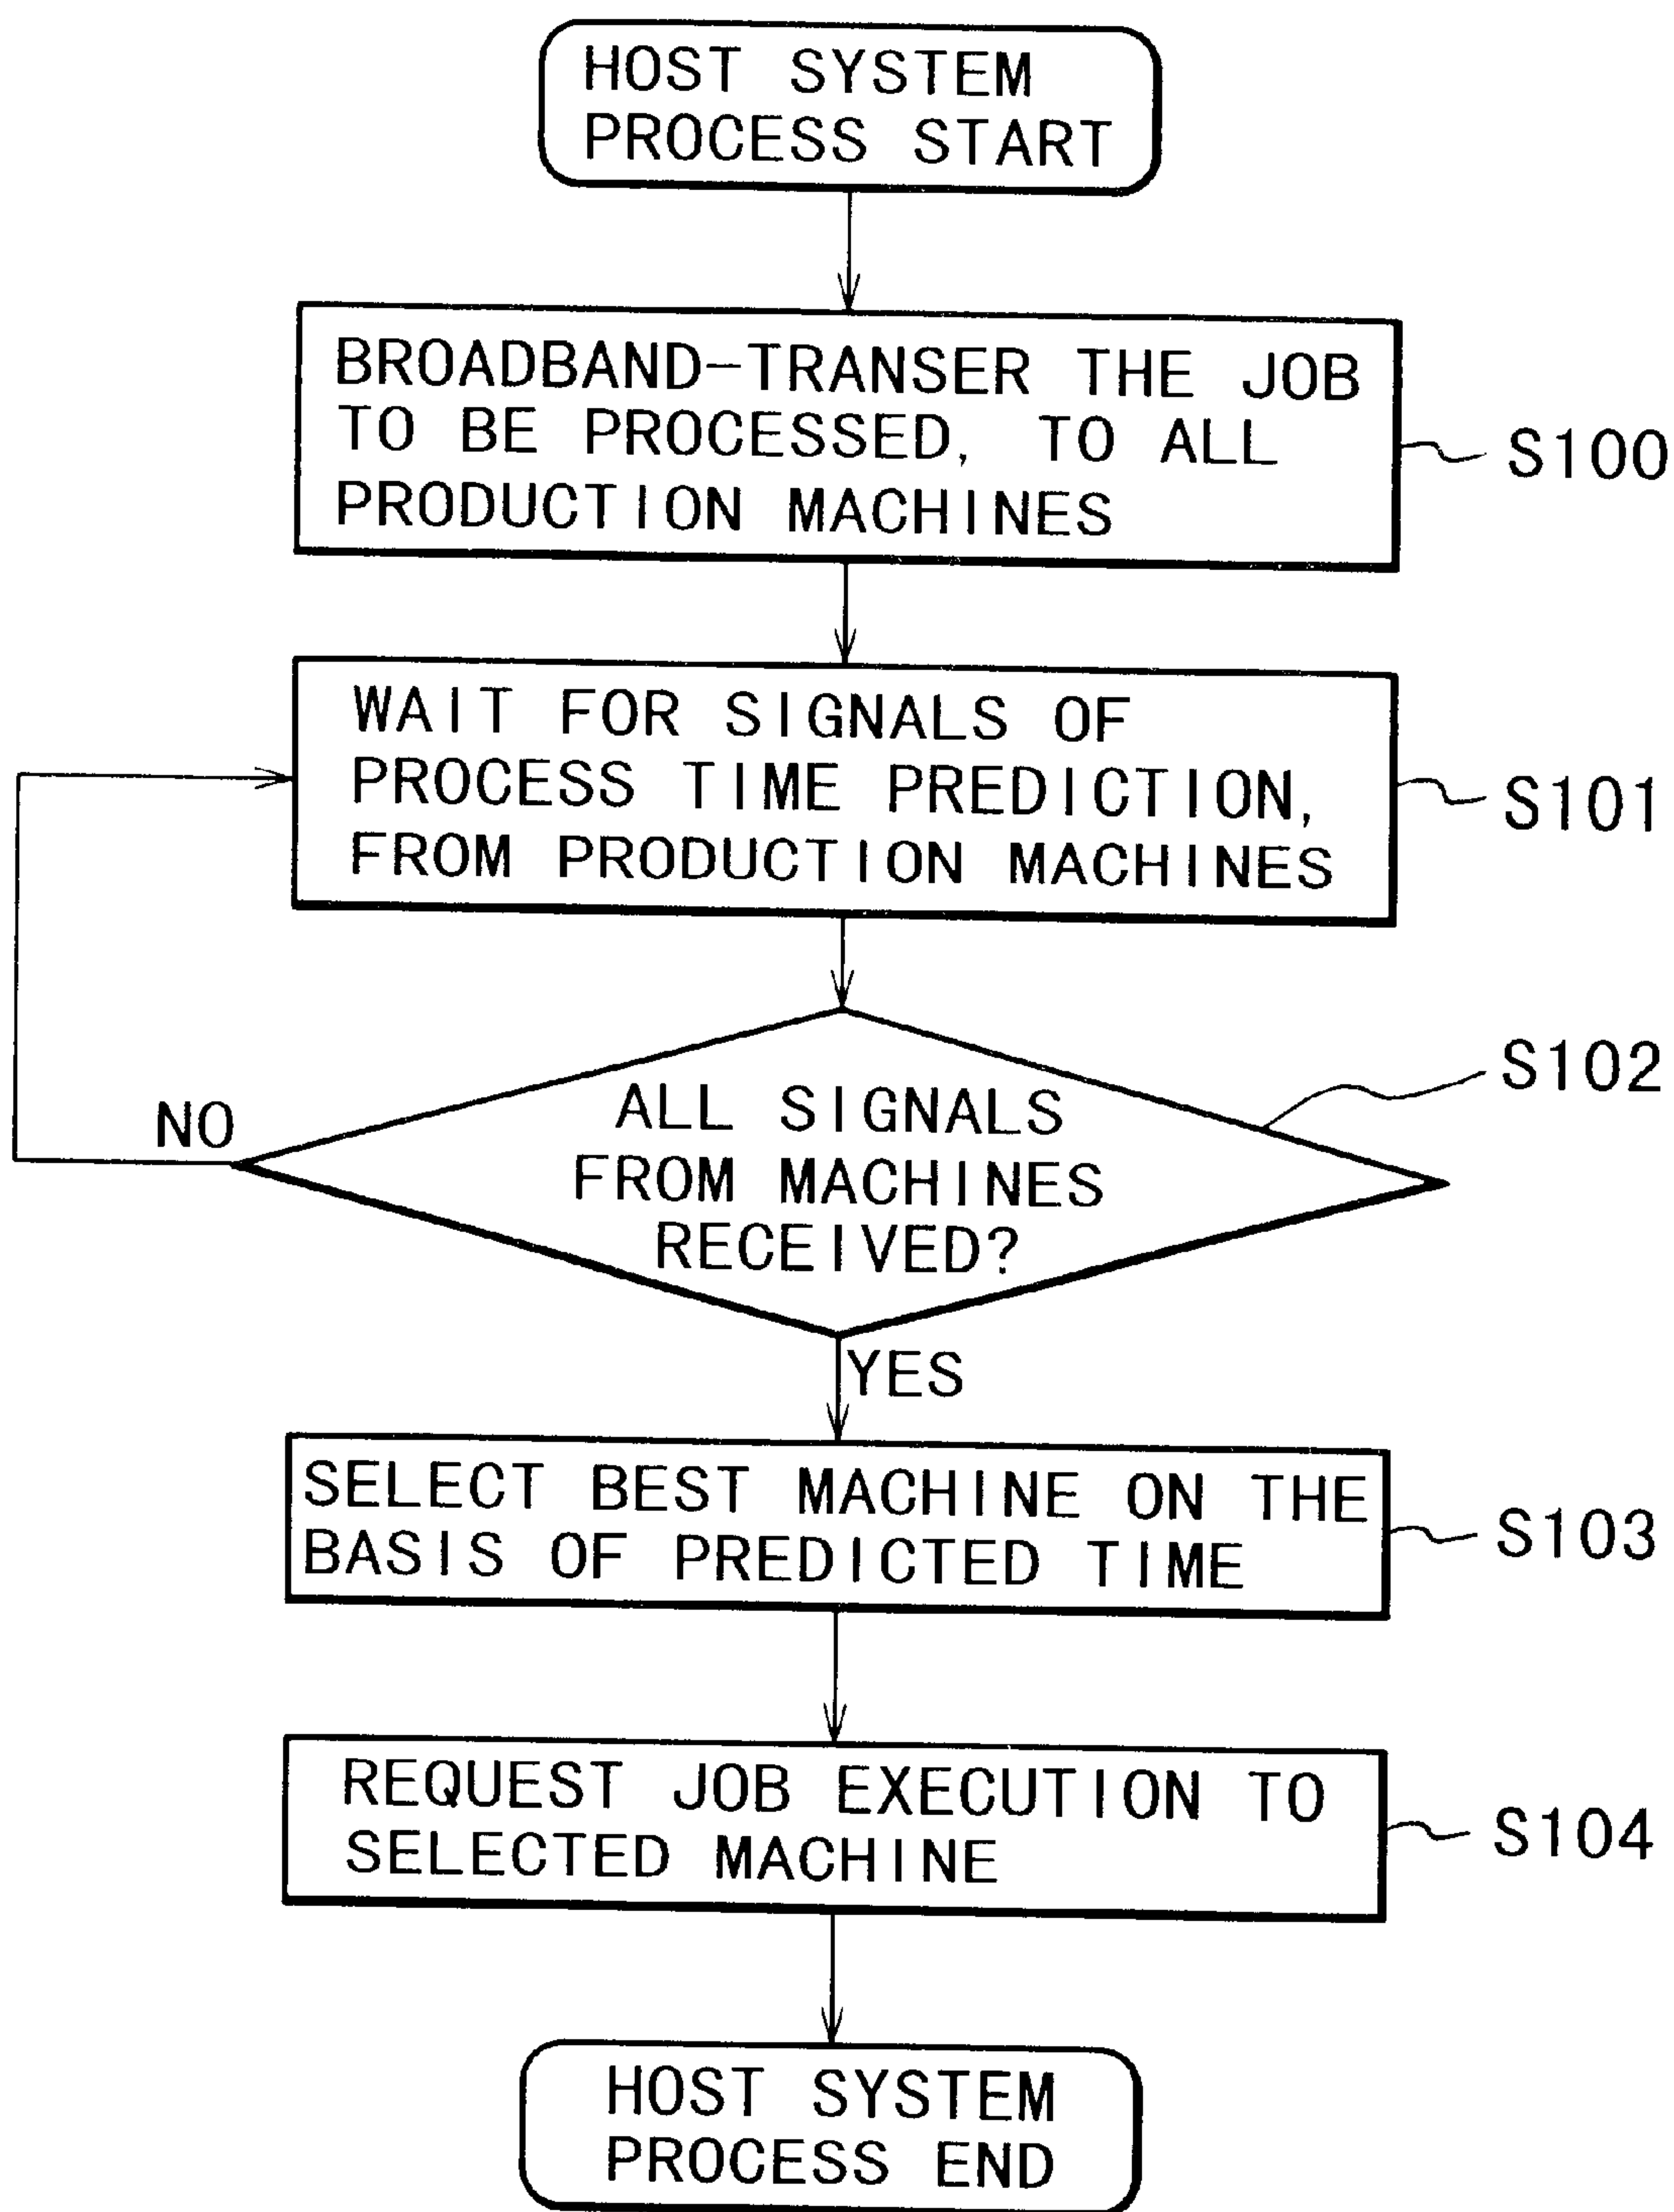 HOST SYSTEM
PROCESS START
BROADBAND-TRANSER THE JOB
TO BE PROCESSED, TO ALL
PRODUCTION MACHINES
S100
WAIT FOR SIGNALS OF
PROCESS TIME PREDICTION,
FROM PRODUCTION MACHINES
S101
ALL SIGNALS
FROM MACHINES
RECEIVED?
S102
NO
YES
SELECT BEST MACHINE ON THE
BASIS OF PREDICTED TIME
S103
REQUEST JOB EXECUTION TO
SELECTED MACHINE
S104
HOST SYSTEM
PROCESS END